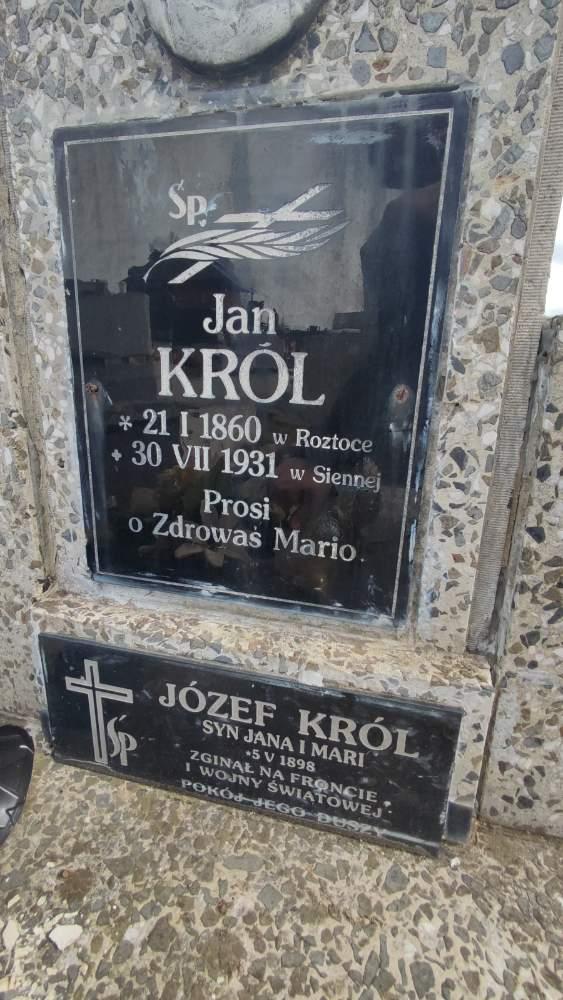 Śp.
Jan
KRÓL
* 21 I 1860 w Roztoce
+ 30 VII 1931 w Siennej
Prosi
o Zdrowaś Mario
JÓZEF KRÓL
SYN JANA I MARI
*5 V 1898
ZGINĄŁ NA FRONCIE
I WOJNY ŚWIATOWEJ
POKÓJ JEGO DUSZY
Śp